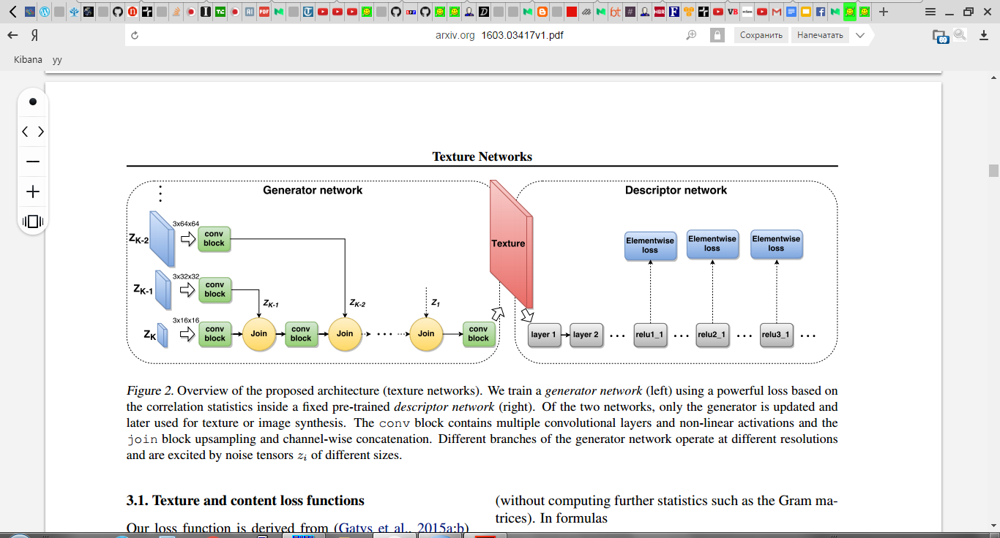 arxiv.org 1603.03417v1.pdf
Сохранить
Напечатать
Kibana yy
Texture Networks
Generator network
Descriptor network
3x64x64
Z K-2
conv block
Texture
Elementwise loss
Elementwise loss
Elementwise loss
3x32x32
Z K-1
conv block
z K-1
z K-2
z 1
3x16x16
Z K
conv block
Join
conv block
Join
...
Join
conv block
layer 1
layer 2
...
relu1_1
...
relu2_1
...
relu3_1
...
Figure 2. Overview of the proposed architecture (texture networks). We train a generator network (left) using a powerful loss based on
the correlation statistics inside a fixed pre-trained descriptor network (right). Of the two networks, only the generator is updated and
later used for texture or image synthesis. The conv block contains multiple convolutional layers and non-linear activations and the
join block upsampling and channel-wise concatenation. Different branches of the generator network operate at different resolutions
and are excited by noise tensors zi of different sizes.
3.1. Texture and content loss functions
Our loss function is derived from (Gatys et al., 2015a;b)
(without computing further statistics such as the Gram ma-
trices). In formulas